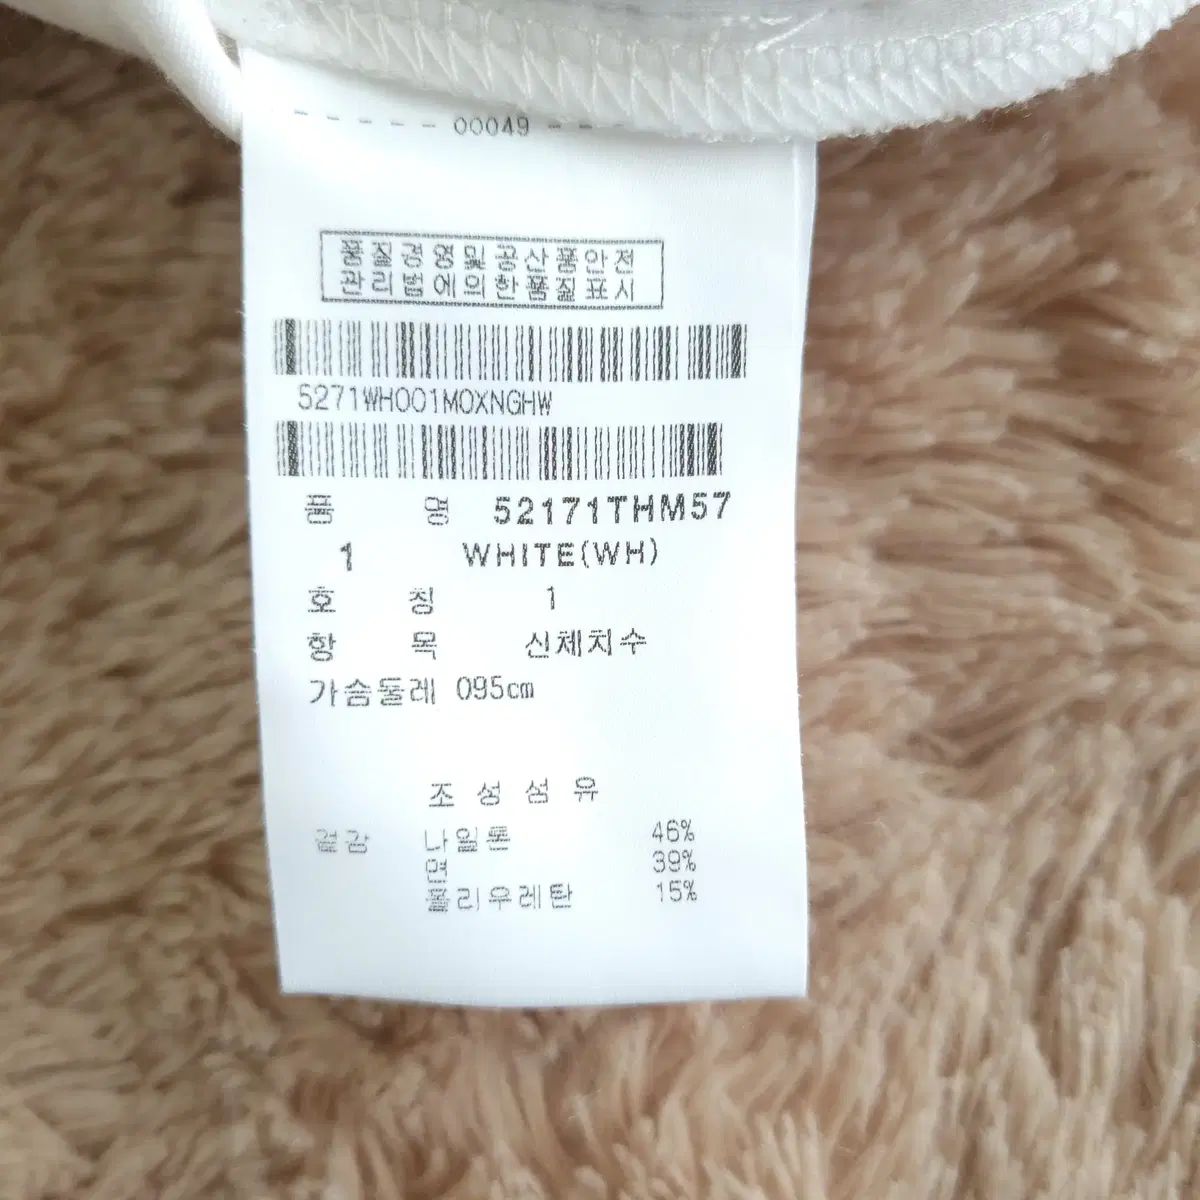 - - - - - 00049 - - -
품질경영및공산품안전
관리법에의한품질표시
5271WH001M0XNGHW
품 명 52171THM57
1 WHITE(WH)
호 칭 1
항 목 신체치수
가슴둘레 095cm
조성섬유
겉감 나일론 46%
면 39%
폴리우레탄 15%